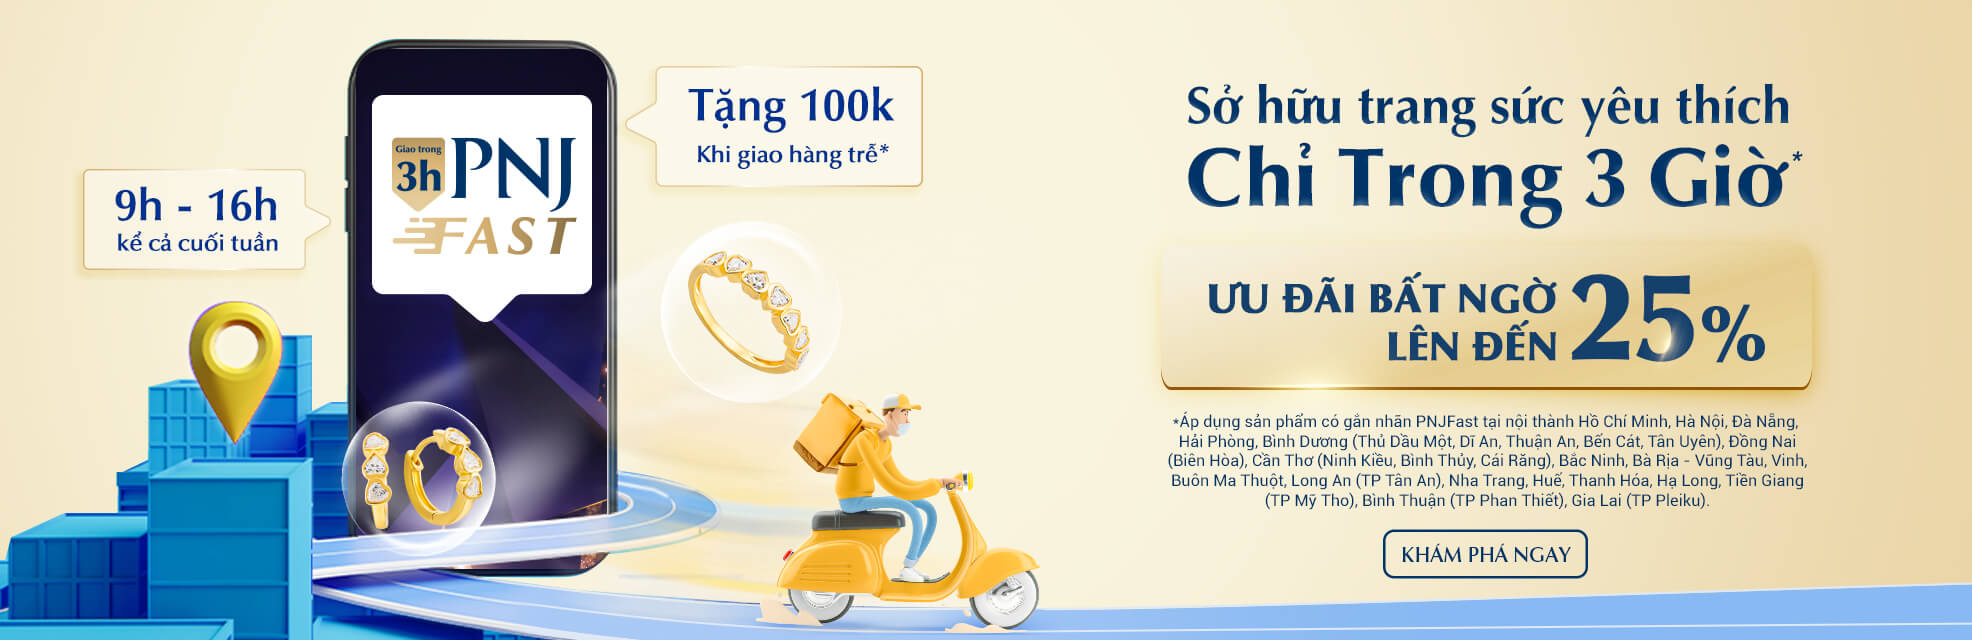 9h - 16h
kể cả cuối tuần
Giao trong
3h
PNJ
FAST
Tặng 100k
Khi giao hàng trễ*
Sở hữu trang sức yêu thích
Chỉ Trong 3 Giờ*
ƯU ĐÃI BẤT NGỜ
LÊN ĐẾN
25%
*Áp dụng sản phẩm có gắn nhãn PNJFast tại nội thành Hồ Chí Minh, Hà Nội, Đà Nẵng,
Hải Phòng, Bình Dương (Thủ Dầu Một, Dĩ An, Thuận An, Bến Cát, Tân Uyên), Đồng Nai
(Biên Hòa), Cần Thơ (Ninh Kiều, Bình Thủy, Cái Răng), Bắc Ninh, Bà Rịa - Vũng Tàu, Vinh,
Buôn Ma Thuột, Long An (TP Tân An), Nha Trang, Huế, Thanh Hóa, Hạ Long, Tiền Giang
(TP Mỹ Tho), Bình Thuận (TP Phan Thiết), Gia Lai (TP Pleiku).
KHÁM PHÁ NGAY